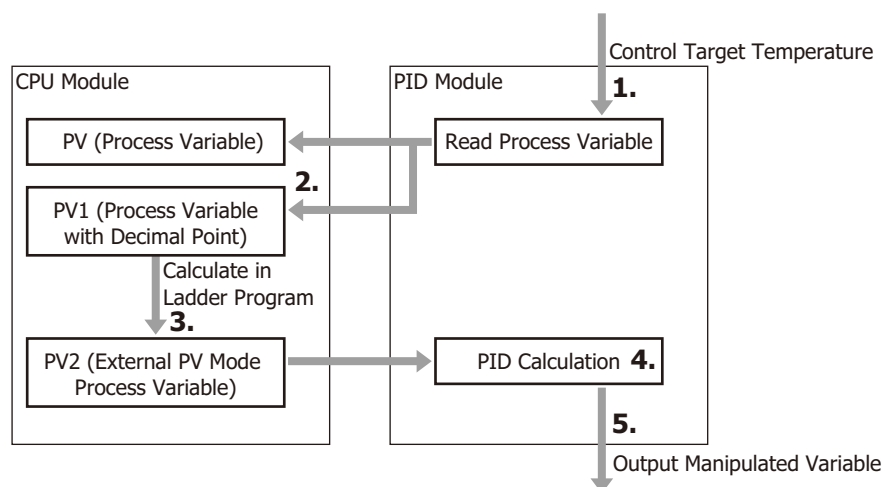 Control Target Temperature
CPU Module
PID Module
1.
PV (Process Variable)
Read Process Variable
2.
PV1 (Process Variable
with Decimal Point)
Calculate in
Ladder Program
3.
PV2 (External PV Mode
Process Variable)
PID Calculation 4.
5.
Output Manipulated Variable